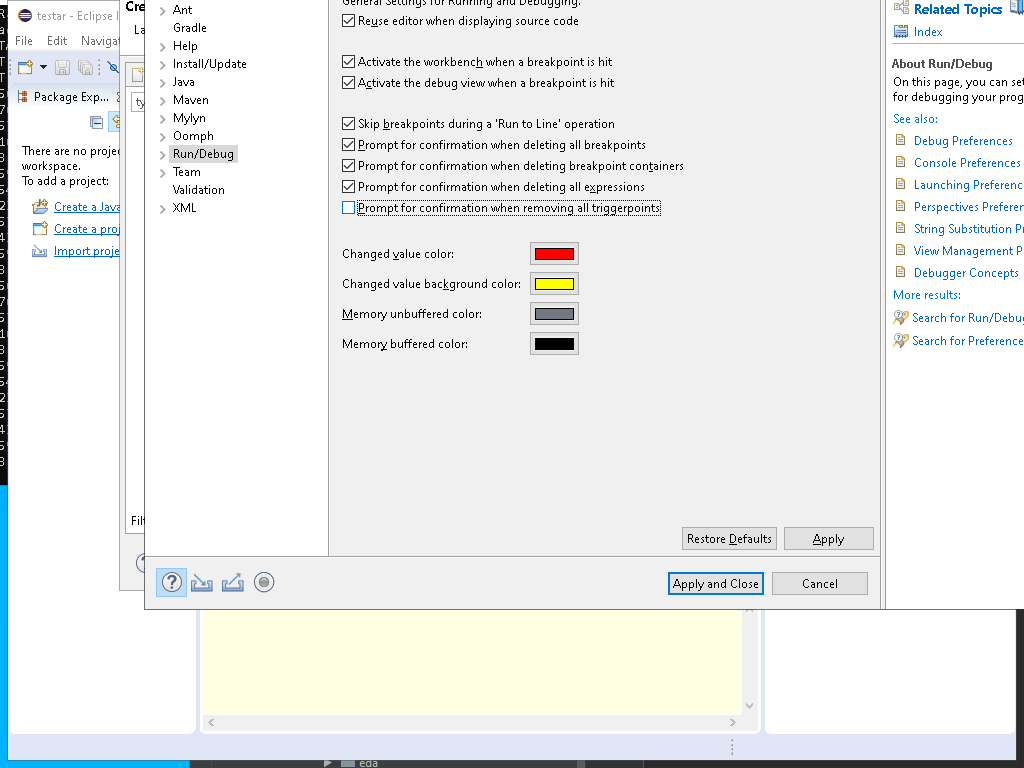 testar - Eclipse I
File Edit Navigat
Package Exp...
There are no projec
workspace.
To add a project:
Create a Java
Create a proj
Import proje
Cre
La
ty
Filt
Ant
Gradle
Help
Install/Update
Java
Maven
Mylyn
Oomph
Run/Debug
Team
Validation
XML
General Settings for Running and Debugging.
Reuse editor when displaying source code
Activate the workbench when a breakpoint is hit
Activate the debug view when a breakpoint is hit
Skip breakpoints during a 'Run to Line' operation
Prompt for confirmation when deleting all breakpoints
Prompt for confirmation when deleting breakpoint containers
Prompt for confirmation when deleting all expressions
Prompt for confirmation when removing all triggerpoints
Changed value color:
Changed value background color:
Memory unbuffered color:
Memory buffered color:
Restore Defaults Apply
Apply and Close Cancel
Related Topics
Index
About Run/Debug
On this page, you can set
for debugging your prog
See also:
Debug Preferences
Console Preferences
Launching Preferenc
Perspectives Preferen
String Substitution Pr
View Management P
Debugger Concepts
More results:
Search for Run/Debug
Search for Preference
eda